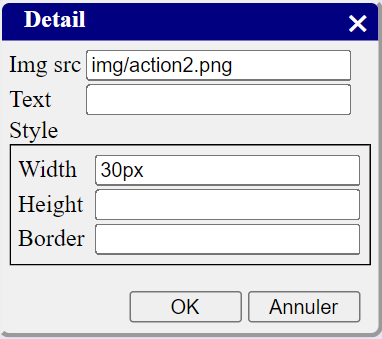 Detail
Img src img/action2.png
Text
Style
Width 30px
Height
Border
OK Annuler